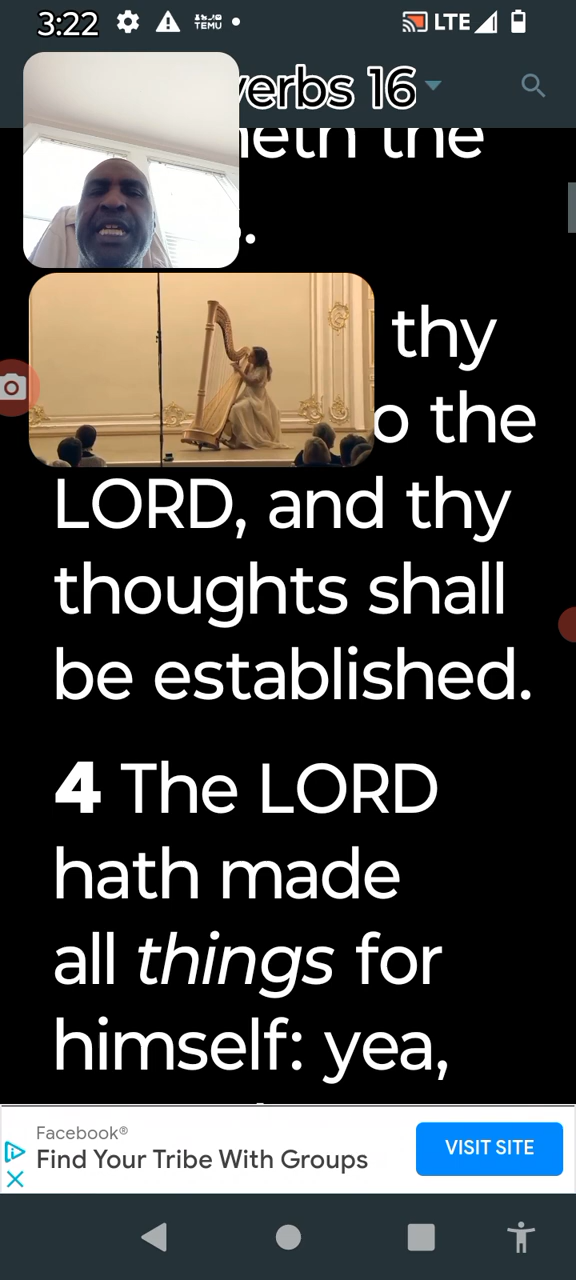 3:22 TEMU LTE
verbs 16
neth the
s.
thy
o the
LORD, and thy
thoughts shall
be established.
4 The LORD
hath made
all things for
himself: yea,
Facebook®
Find Your Tribe With Groups
VISIT SITE